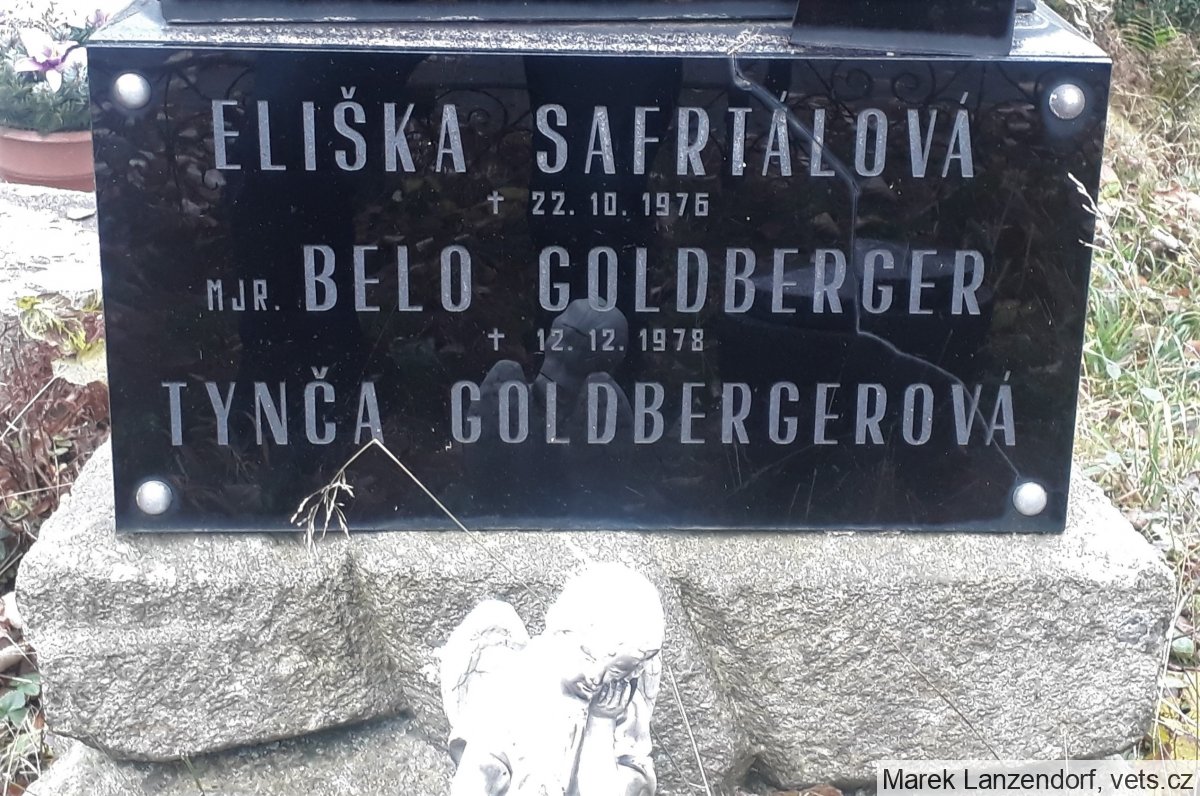 ELIŠKA SAFRTÁLOVÁ
† 22. 10. 1976
MJR. BELO GOLDBERGER
† 12. 12. 1978
TYNČA GOLDBERGEROVÁ
Marek Lanzendorf, vets.cz